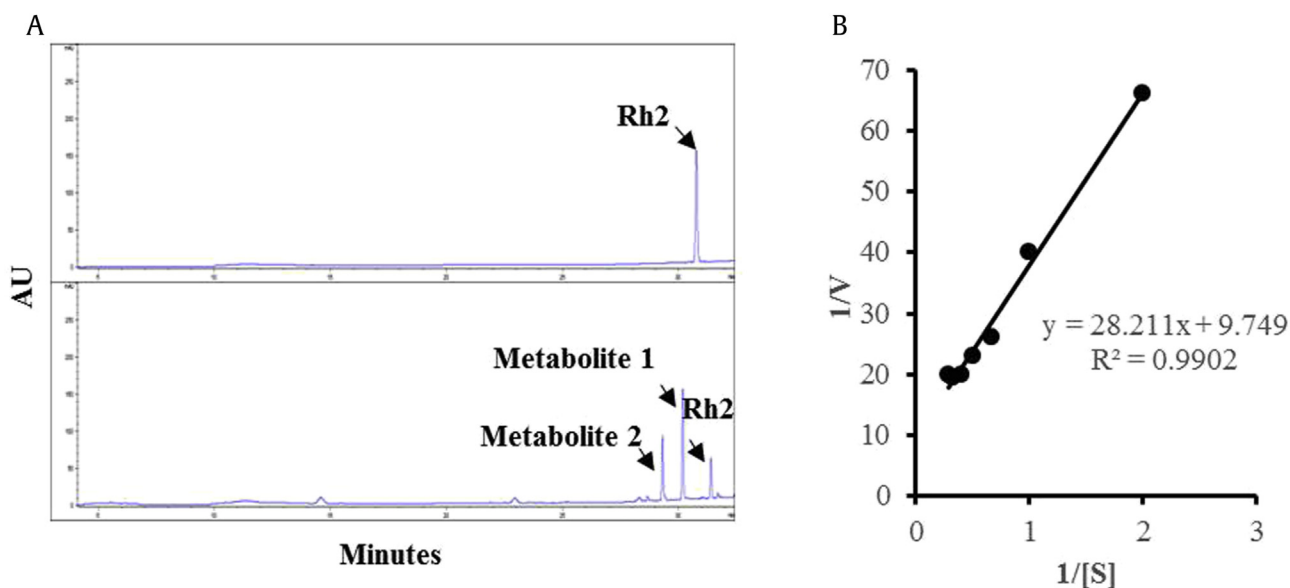 A
Rh2
Metabolite 1
Rh2
Metabolite 2
AU
Minutes
B
70
60
50
40
30
20
10
0
0 1 2 3
1/V
y = 28.211x + 9.749
R² = 0.9902
1/[S]